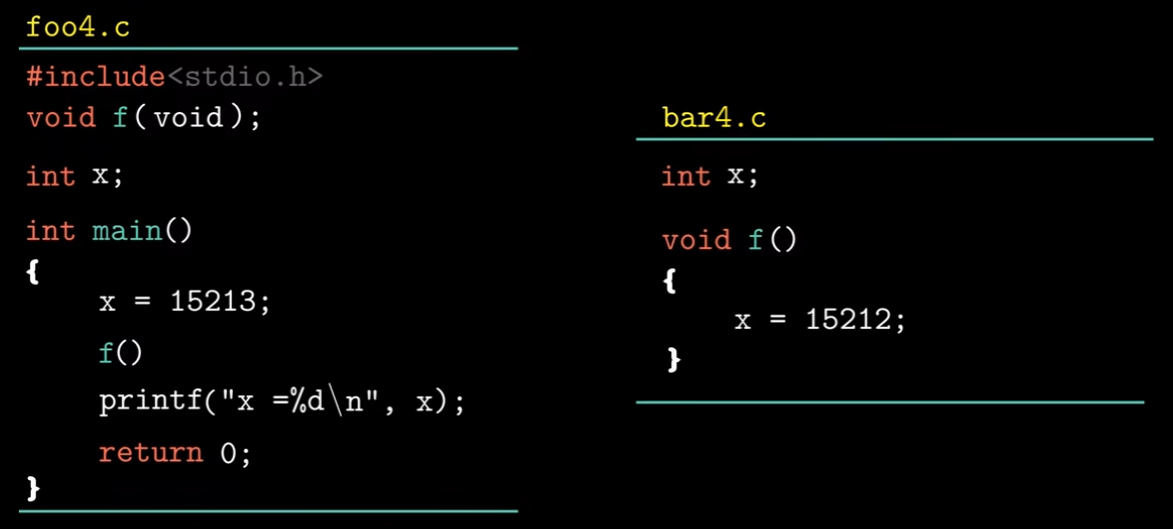 foo4.c
#include<stdio.h>
void f(void);
int x;
int main()
{
x = 15213;
f()
printf("x =%d\n", x);
return 0;
}
bar4.c
int x;
void f()
{
x = 15212;
}